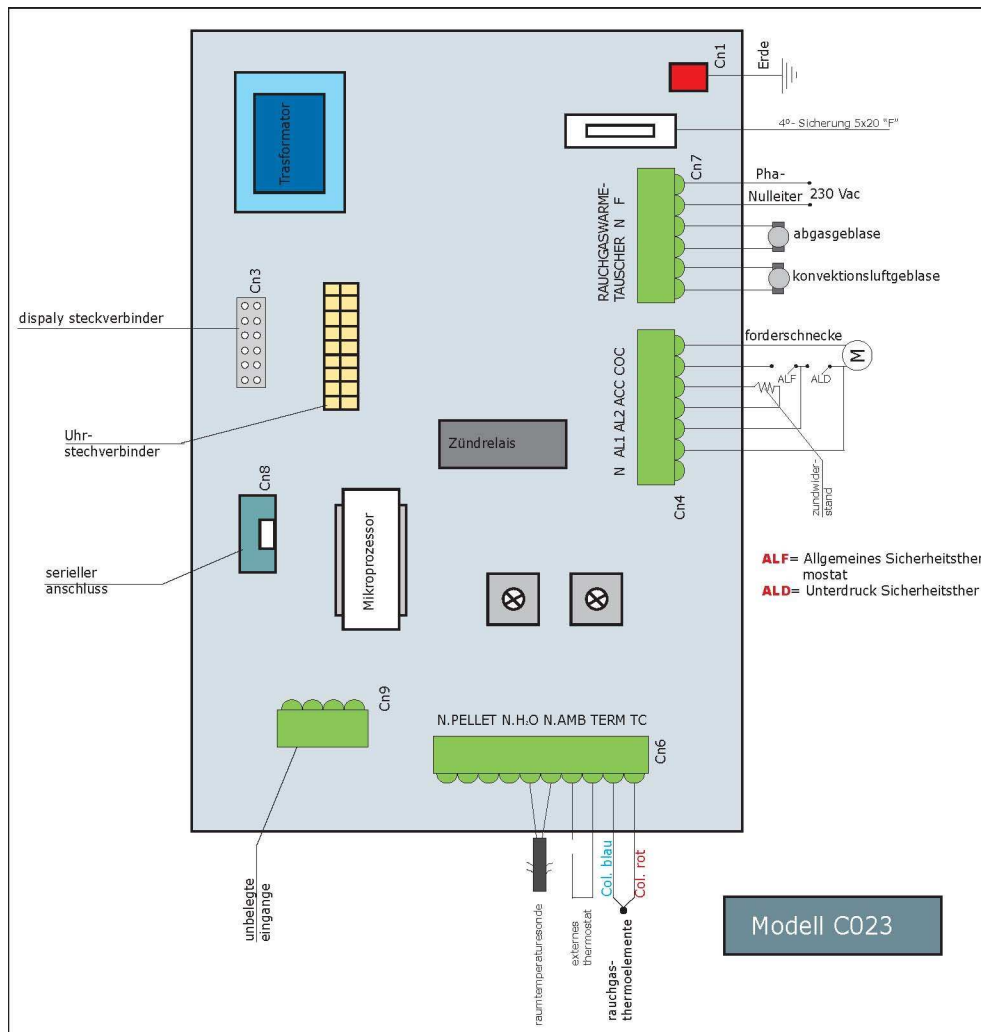 Cn1
Erde
Trasformator
4º- Sicherung 5x20 "F"
Cn7
Pha-
Nulleiter
230 Vac
RAUCHGASWARME-
TAUSCHER N F
abgasgeblase
konvektionsluftgeblase
Cn3
dispaly steckverbinder
forderschnecke
M
ALF
ALD
N AL1 AL2 ACC COC
Uhr-
stechverbinder
Zündrelais
Cn4
zundwider-
stand
Cn8
Mikroprozessor
serieller
anschluss
ALF= Allgemeines Sicherheitsther
mostat
ALD= Unterdruck Sicherheitsther
Cn9
N.PELLET N.H2O N.AMB TERM TC
Cn6
unbelegte
eingange
raumtemperaturesonde
externes
thermostat
Col. blau
Col. rot
rauchgas-
thermoelemente
Modell C023